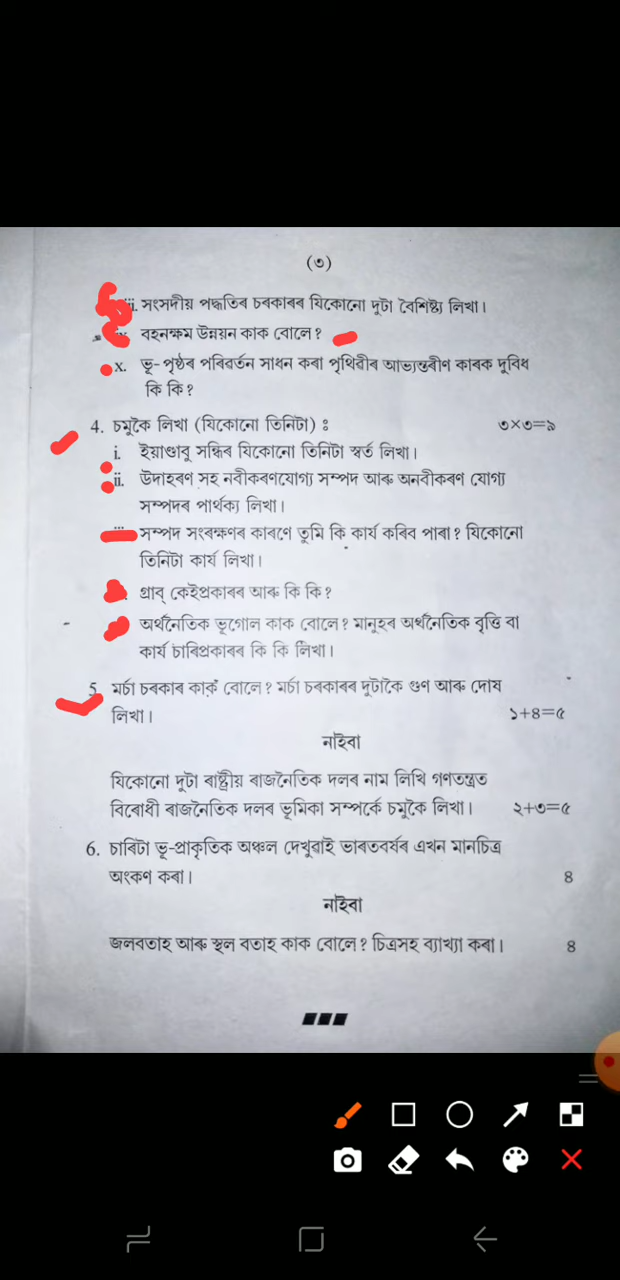 (৩)
সংসদীয় পদ্ধতিৰ চৰকাৰৰ যিকোনো দুটা বৈশিষ্ট্য লিখা।
বহনক্ষম উন্নয়ন কাক বোলে?
x. ভূ-পৃষ্ঠৰ পৰিবৰ্তন সাধন কৰা পৃথিৱীৰ আভ্যন্তৰীণ কাৰক দুবিধ
কি কি?
4. চমুকৈ লিখা (যিকোনো তিনিটা) ঃ ৩×৩=৯
i. ইয়াণ্ডাবু সন্ধিৰ যিকোনো তিনিটা স্বৰ্ত লিখা।
ii. উদাহৰণ সহ নবীকৰণযোগ্য সম্পদ আৰু অনবীকৰণ যোগ্য
সম্পদৰ পাৰ্থক্য লিখা।
সম্পদ সংৰক্ষণৰ কাৰণে তুমি কি কাৰ্য কৰিব পাৰা? যিকোনো
তিনিটা কাৰ্য লিখা।
গ্ৰাব্ কেইপ্ৰকাৰৰ আৰু কি কি?
অৰ্থনৈতিক ভূগোল কাক বোলে? মানুহৰ অৰ্থনৈতিক বৃত্তি বা
কাৰ্য চাৰিপ্ৰকাৰৰ কি কি লিখা।
5. মৰ্চা চৰকাৰ কাক বোলে? মৰ্চা চৰকাৰৰ দুটাকৈ গুণ আৰু দোষ
লিখা। ১+৪=৫
নাইবা
যিকোনো দুটা ৰাষ্ট্ৰীয় ৰাজনৈতিক দলৰ নাম লিখি গণতন্ত্ৰত
বিৰোধী ৰাজনৈতিক দলৰ ভূমিকা সম্পৰ্কে চমুকৈ লিখা। ২+৩=৫
6. চাৰিটা ভূ-প্ৰাকৃতিক অঞ্চল দেখুৱাই ভাৰতবৰ্ষৰ এখন মানচিত্ৰ
অংকণ কৰা। ৪
নাইবা
জলবতাহ আৰু স্থল বতাহ কাক বোলে? চিত্ৰসহ ব্যাখ্যা কৰা। ৪